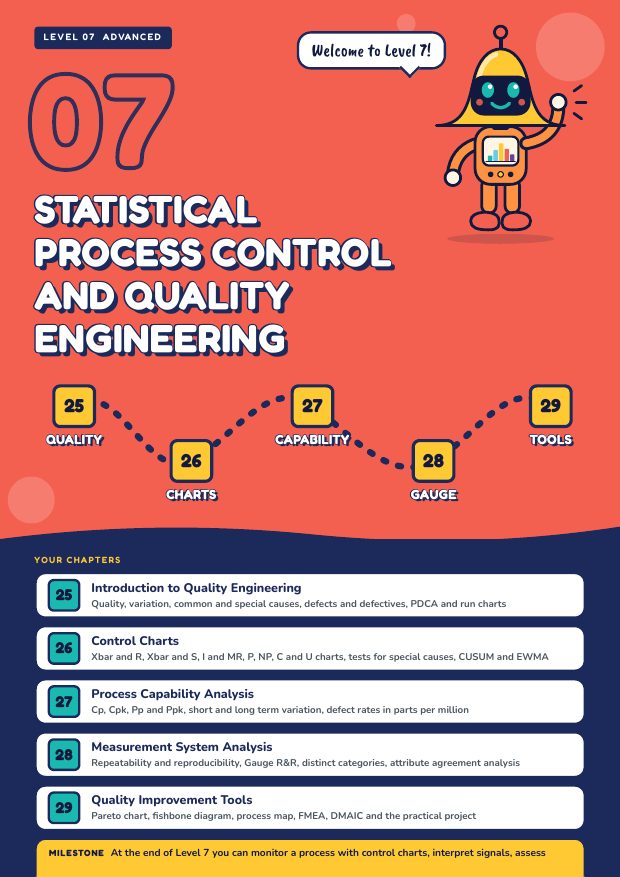 LEVEL 07 ADVANCED
Welcome to Level 7!
07
STATISTICAL
PROCESS CONTROL
AND QUALITY
ENGINEERING
25
QUALITY
26
CHARTS
27
CAPABILITY
28
GAUGE
29
TOOLS
YOUR CHAPTERS
25
Introduction to Quality Engineering
Quality, variation, common and special causes, defects and defectives, PDCA and run charts
26
Control Charts
Xbar and R, Xbar and S, I and MR, P, NP, C and U charts, tests for special causes, CUSUM and EWMA
27
Process Capability Analysis
Cp, Cpk, Pp and Ppk, short and long term variation, defect rates in parts per million
28
Measurement System Analysis
Repeatability and reproducibility, Gauge R&R, distinct categories, attribute agreement analysis
29
Quality Improvement Tools
Pareto chart, fishbone diagram, process map, FMEA, DMAIC and the practical project
MILESTONE At the end of Level 7 you can monitor a process with control charts, interpret signals, assess